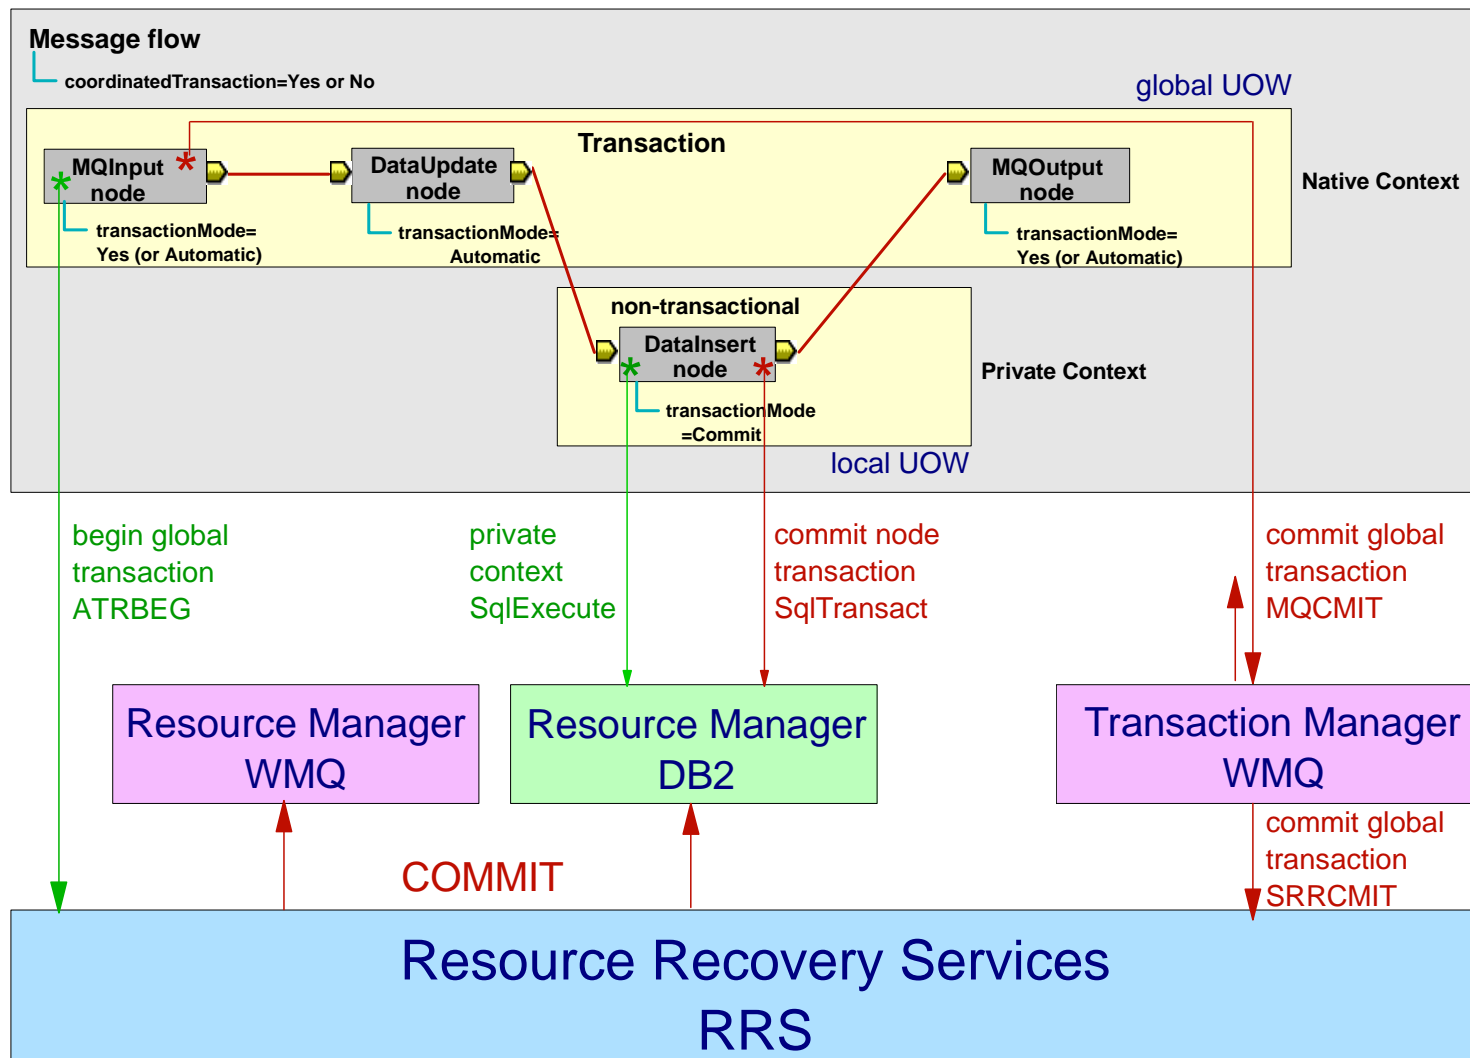 Message flow
coordinatedTransaction=Yes or No
global UOW
Transaction
MQInput
node
DataUpdate
node
MQOutput
node
Native Context
transactionMode=
Yes (or Automatic)
transactionMode=
Automatic
transactionMode=
Yes (or Automatic)
non-transactional
DataInsert
node
Private Context
transactionMode
=Commit
local UOW
begin global
transaction
ATRBEG
private
context
SqlExecute
commit node
transaction
SqlTransact
commit global
transaction
MQCMIT
Resource Manager
WMQ
Resource Manager
DB2
Transaction Manager
WMQ
commit global
transaction
SRRCMIT
COMMIT
Resource Recovery Services
RRS